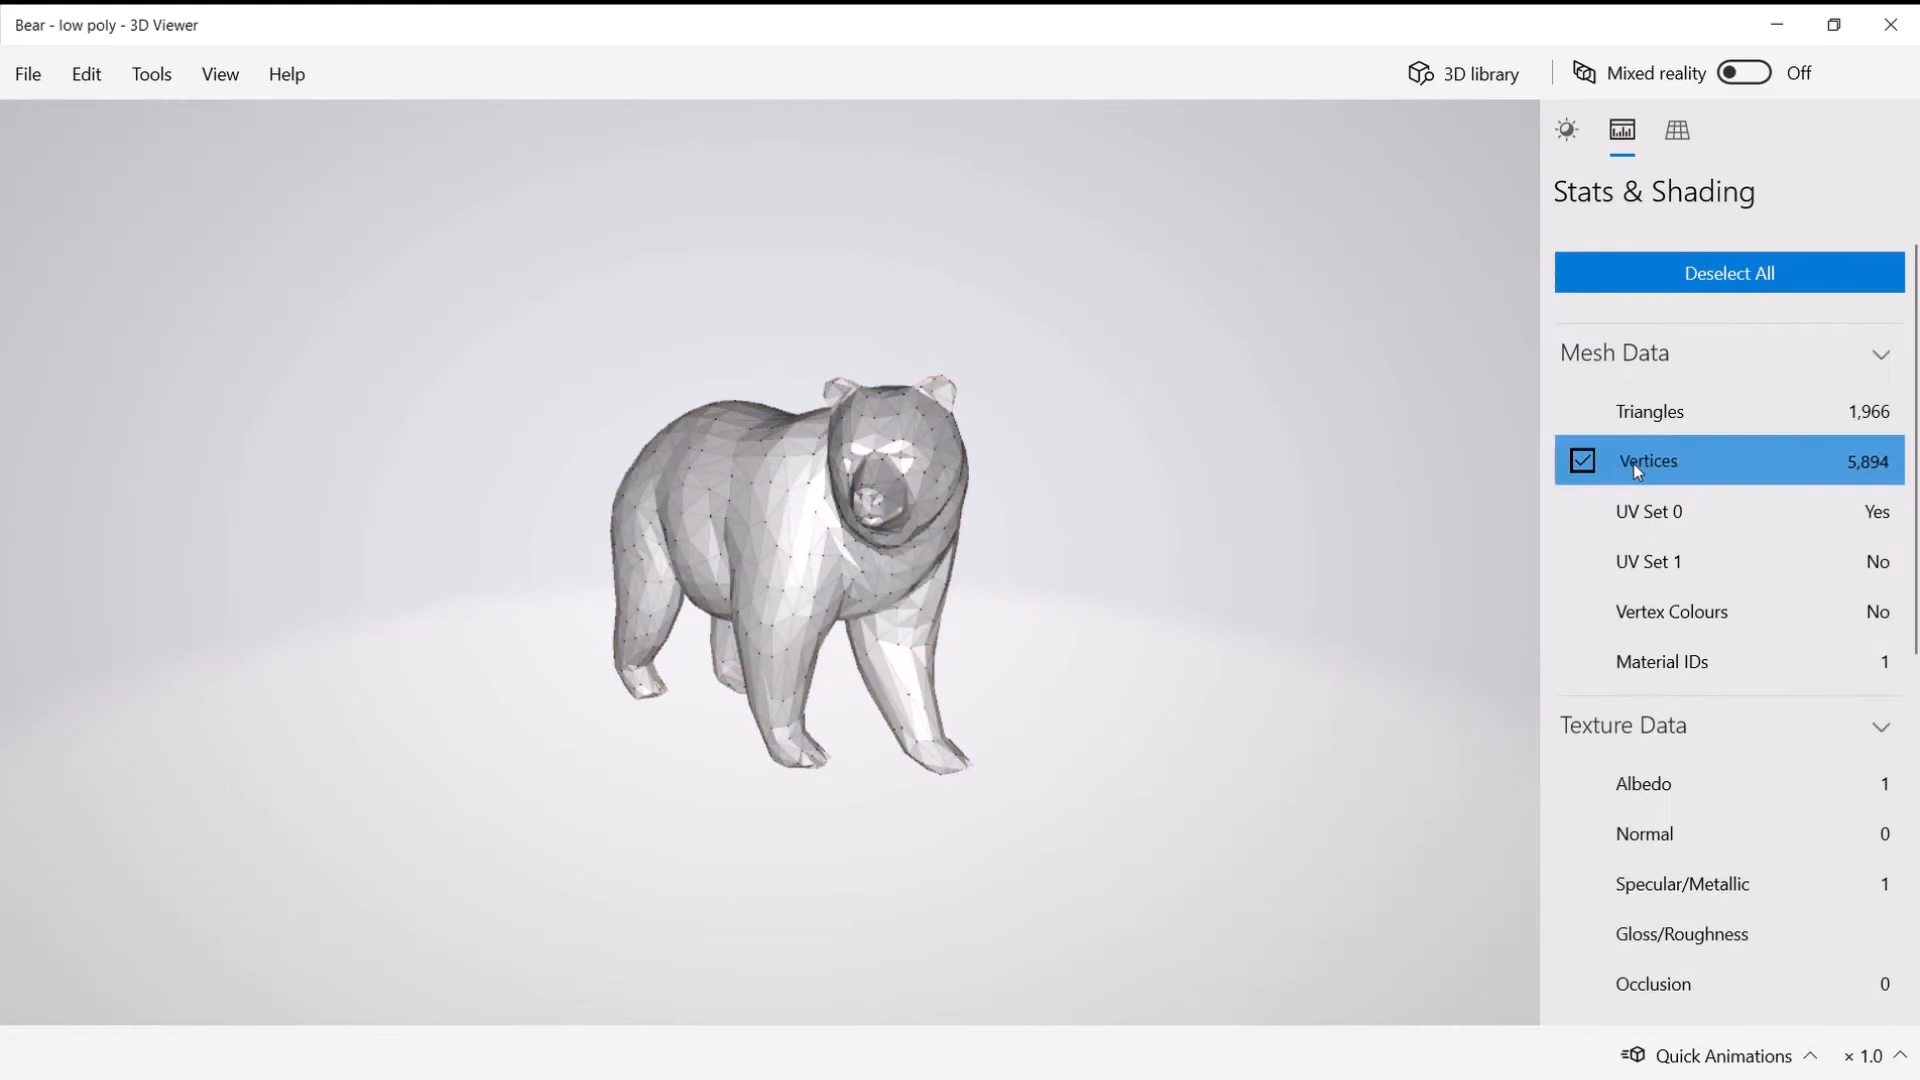 Bear - low poly - 3D Viewer
File Edit Tools View Help 3D library Mixed reality Off
Stats & Shading
Deselect All
Mesh Data
Triangles 1,966
Vertices 5,894
UV Set 0 Yes
UV Set 1 No
Vertex Colours No
Material IDs 1
Texture Data
Albedo 1
Normal 0
Specular/Metallic 1
Gloss/Roughness
Occlusion 0
Quick Animations × 1.0